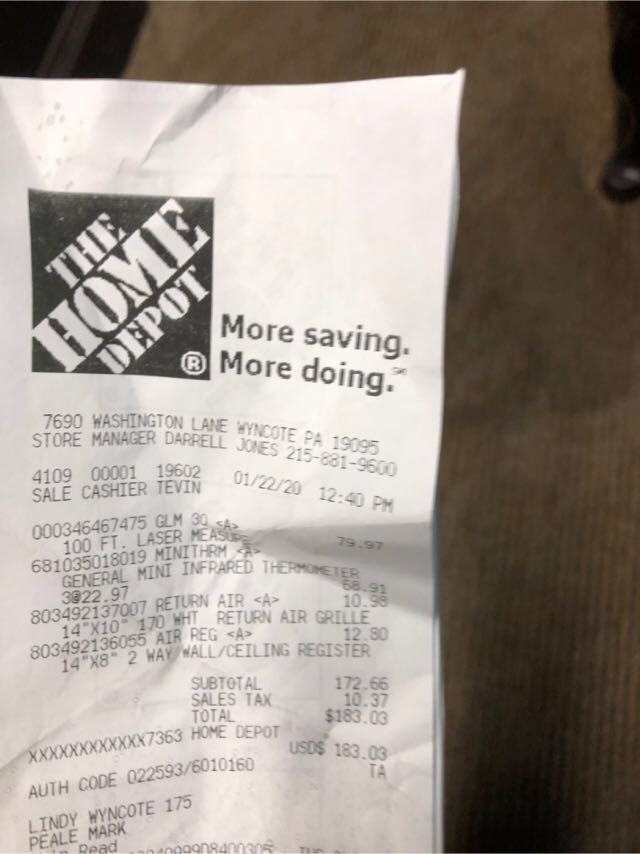 THE
HOME
DEPOT
®
More saving.
More doing.℠
7690 WASHINGTON LANE WYNCOTE PA 19095
STORE MANAGER DARRELL JONES 215-881-9600
4109 00001 19602 01/22/20 12:40 PM
SALE CASHIER TEVIN
000346467475 GLM 30 <A> 79.97
100 FT. LASER MEASURE
681035018019 MINITHRM <A>
GENERAL MINI INFRARED THERMOMETER
3@22.97 68.91
803492137007 RETURN AIR <A> 10.98
14"X10" 170 WHT RETURN AIR GRILLE
803492136055 AIR REG <A> 12.80
14"X8" 2 WAY WALL/CEILING REGISTER
SUBTOTAL 172.66
SALES TAX 10.37
TOTAL $183.03
XXXXXXXXXXXX7363 HOME DEPOT
USD$ 183.03
AUTH CODE 022593/6010160 TA
LINDY WYNCOTE 175
PEALE MARK
Read